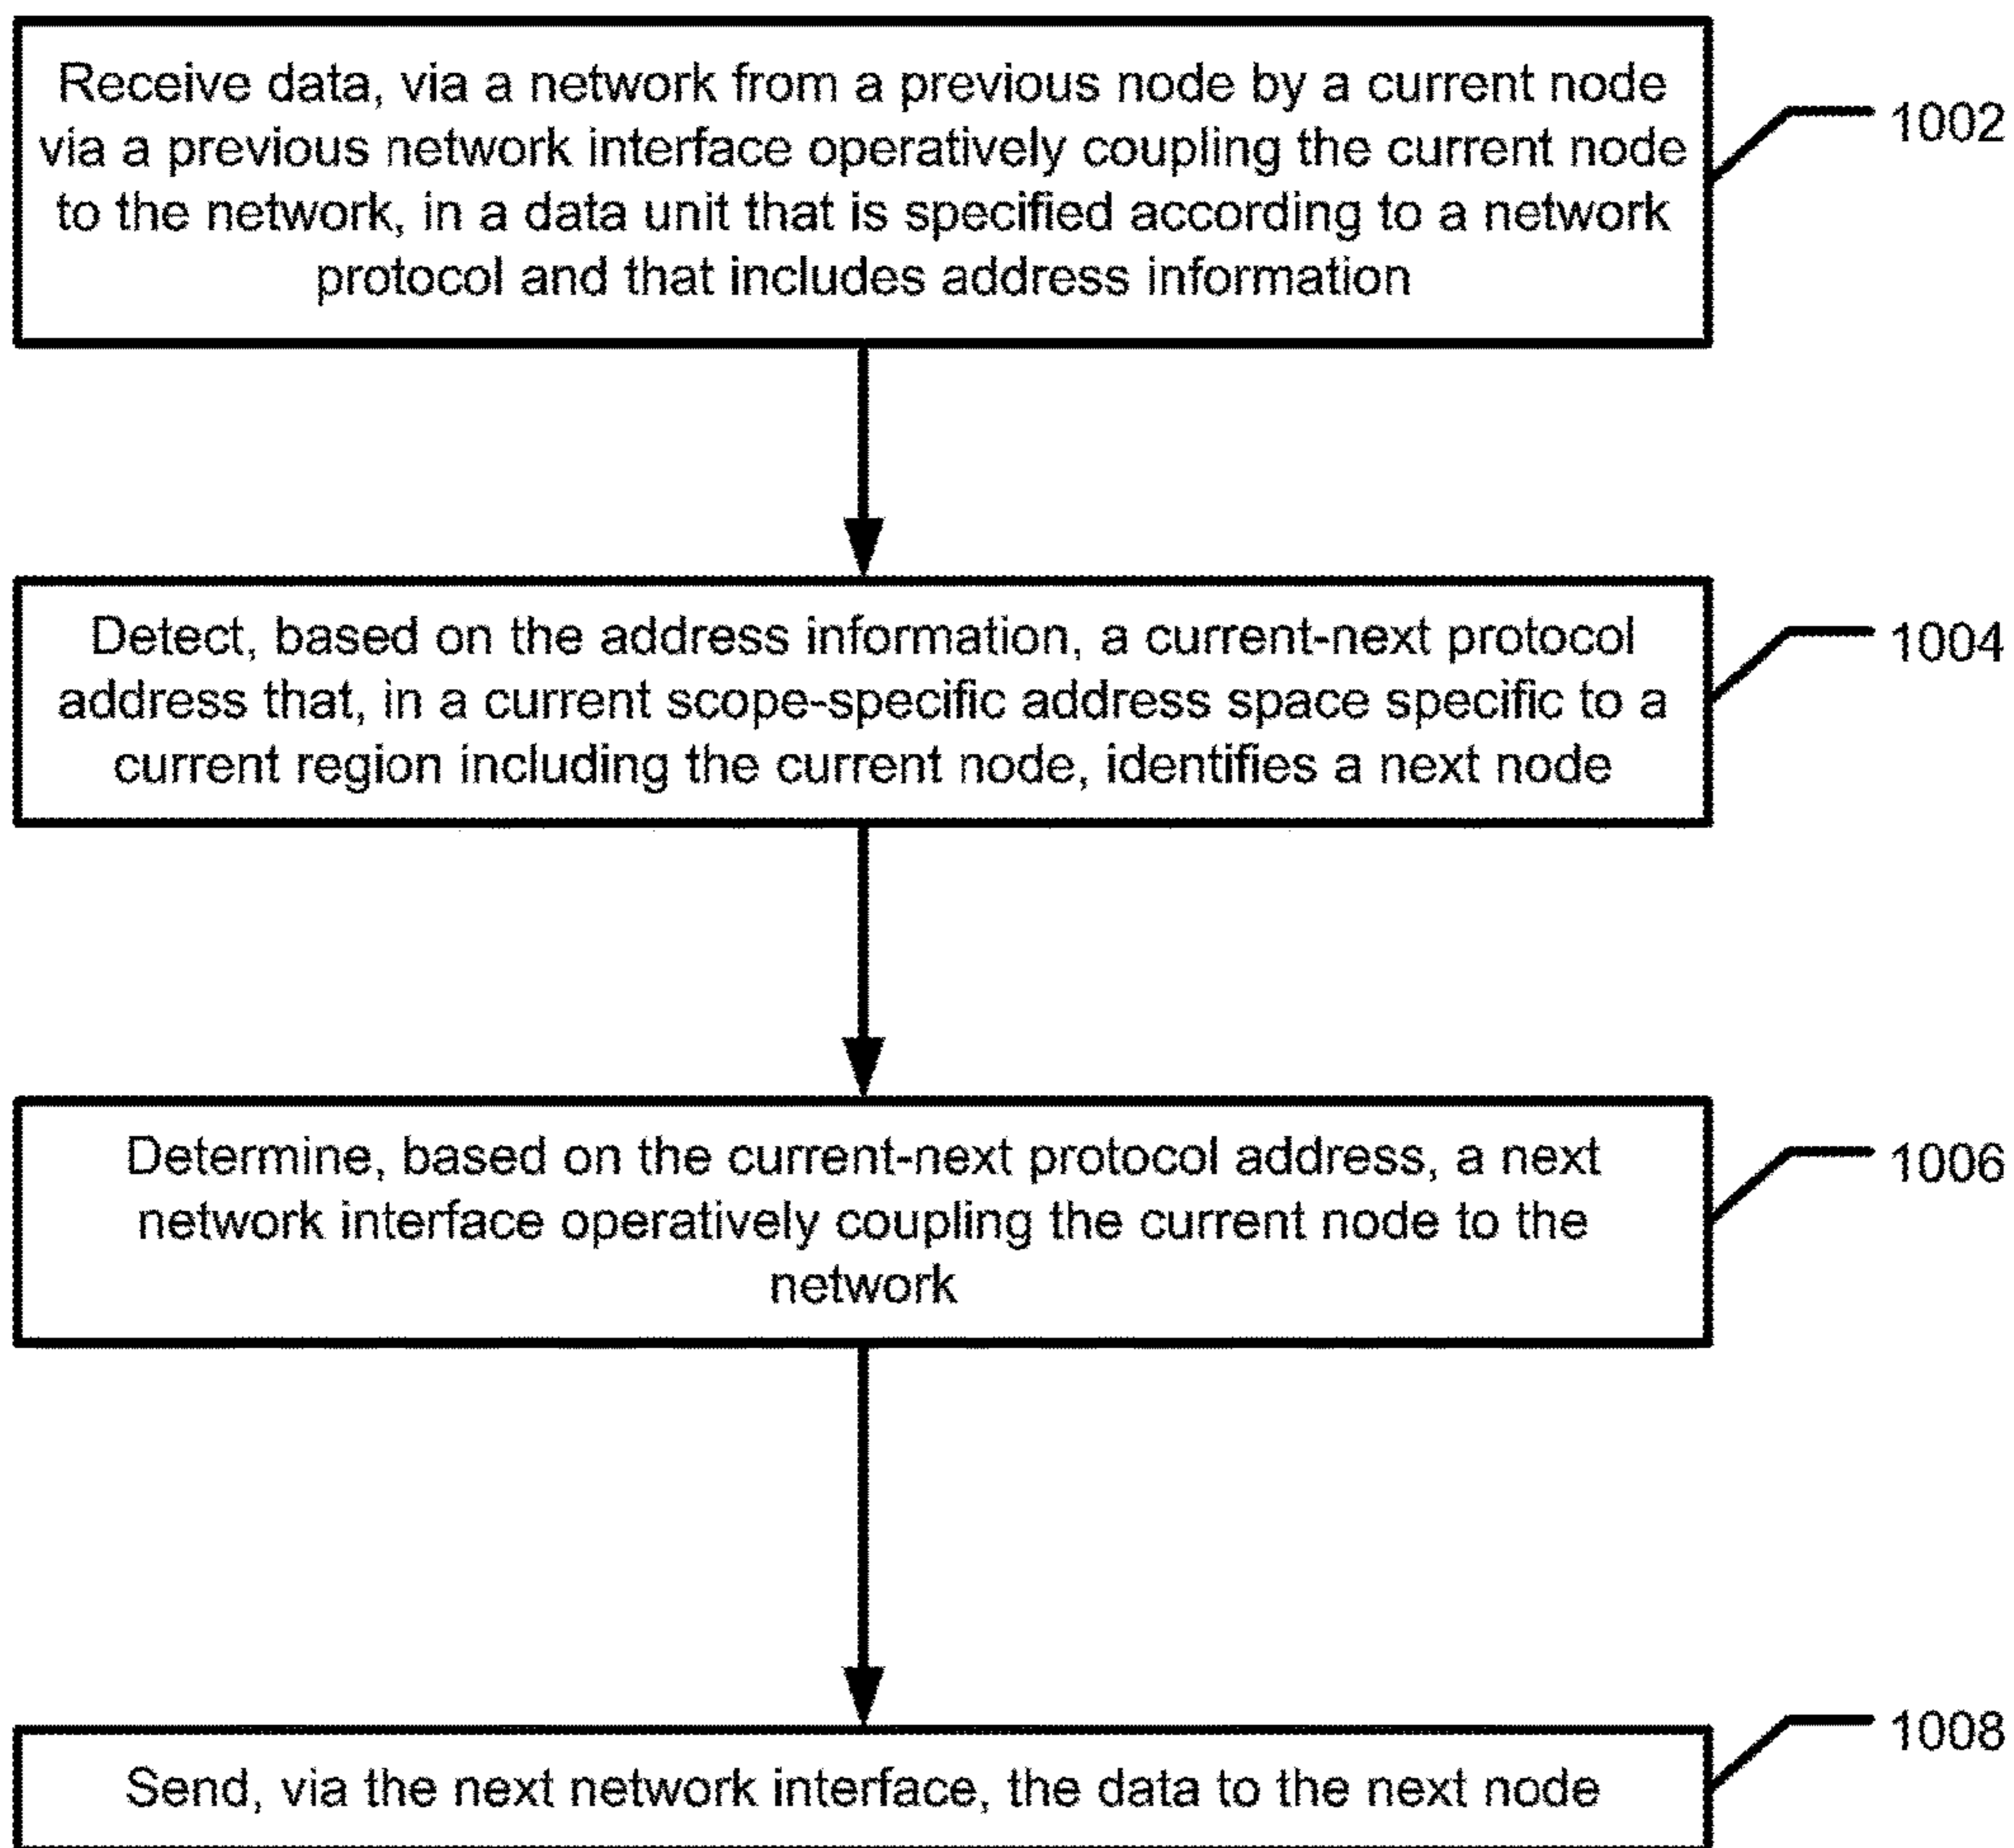 Receive data, via a network from a previous node by a current node
via a previous network interface operatively coupling the current node
to the network, in a data unit that is specified according to a network
protocol and that includes address information
1002
Detect, based on the address information, a current-next protocol
address that, in a current scope-specific address space specific to a
current region including the current node, identifies a next node
1004
Determine, based on the current-next protocol address, a next
network interface operatively coupling the current node to the
network
1006
Send, via the next network interface, the data to the next node
1008